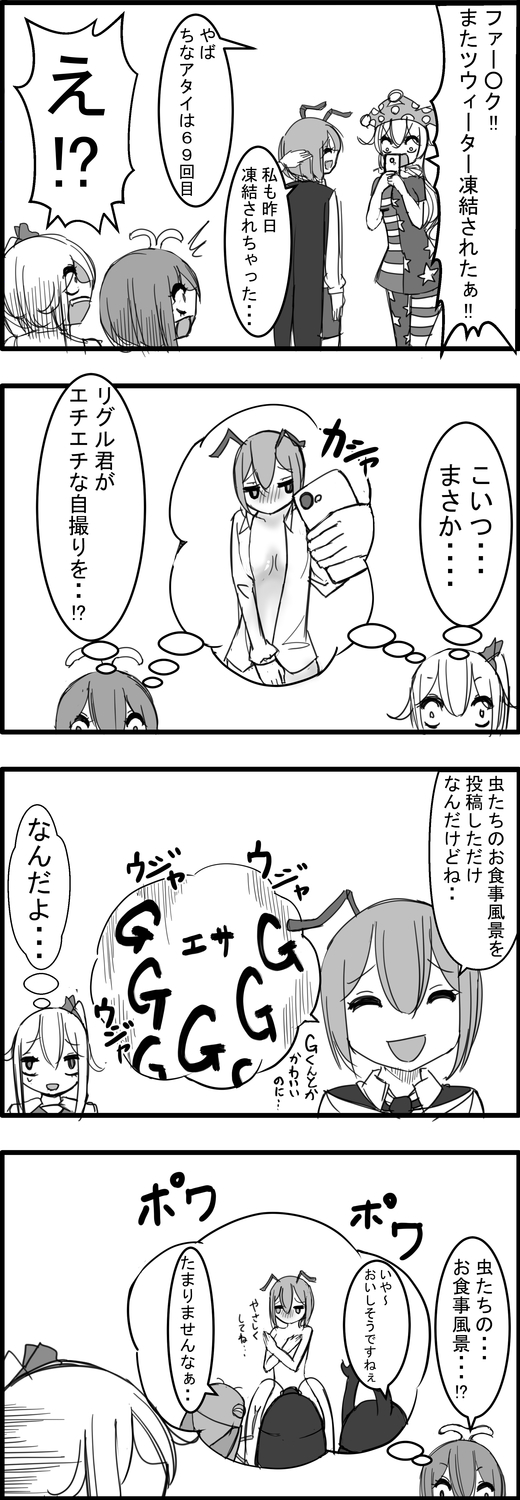 ファー〇ク!!
またツウィーター凍結されたぁ!!
私も昨日
凍結されちゃった・・・
やば
ちなアタイは69回目
え!?
こいつ・・・
まさか・・・・
カシャ
リグル君が
エチエチな自撮りを・・!?
虫たちのお食事風景を
投稿しただけ
なんだけどね・・
Gくんとか
かわいい
のに…
ウジャ
ウジャ
ウジャ
エサ
G
G
G
G
G
G
G
なんだよ・・・
虫たちの・・・
お食事風景・・・!?
ポワ
ポワ
いや～
おいしそうですねぇ
やさしく
してね…
たまりませんなぁ・・